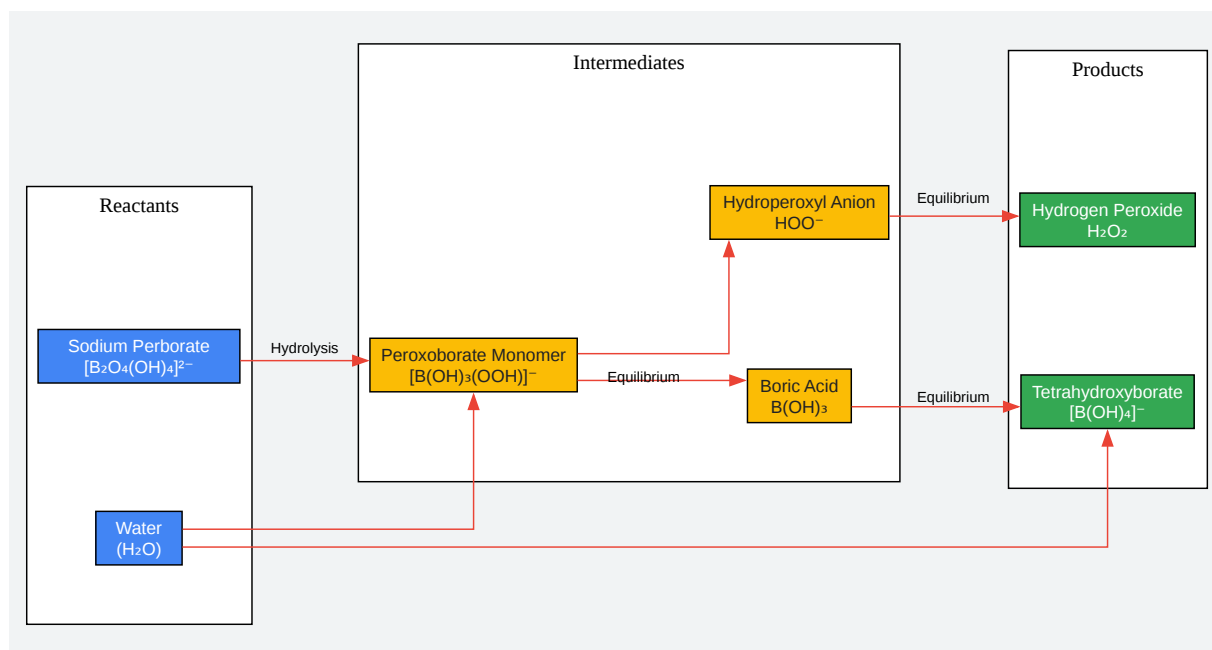 Intermediates
Products
Reactants
Hydroperoxyl Anion
HOO⁻
Equilibrium
Hydrogen Peroxide
H₂O₂
Sodium Perborate
[B₂O₄(OH)₄]²⁻
Hydrolysis
Peroxoborate Monomer
[B(OH)₃(OOH)]⁻
Equilibrium
Boric Acid
B(OH)₃
Equilibrium
Tetrahydroxyborate
[B(OH)₄]⁻
Water
(H₂O)